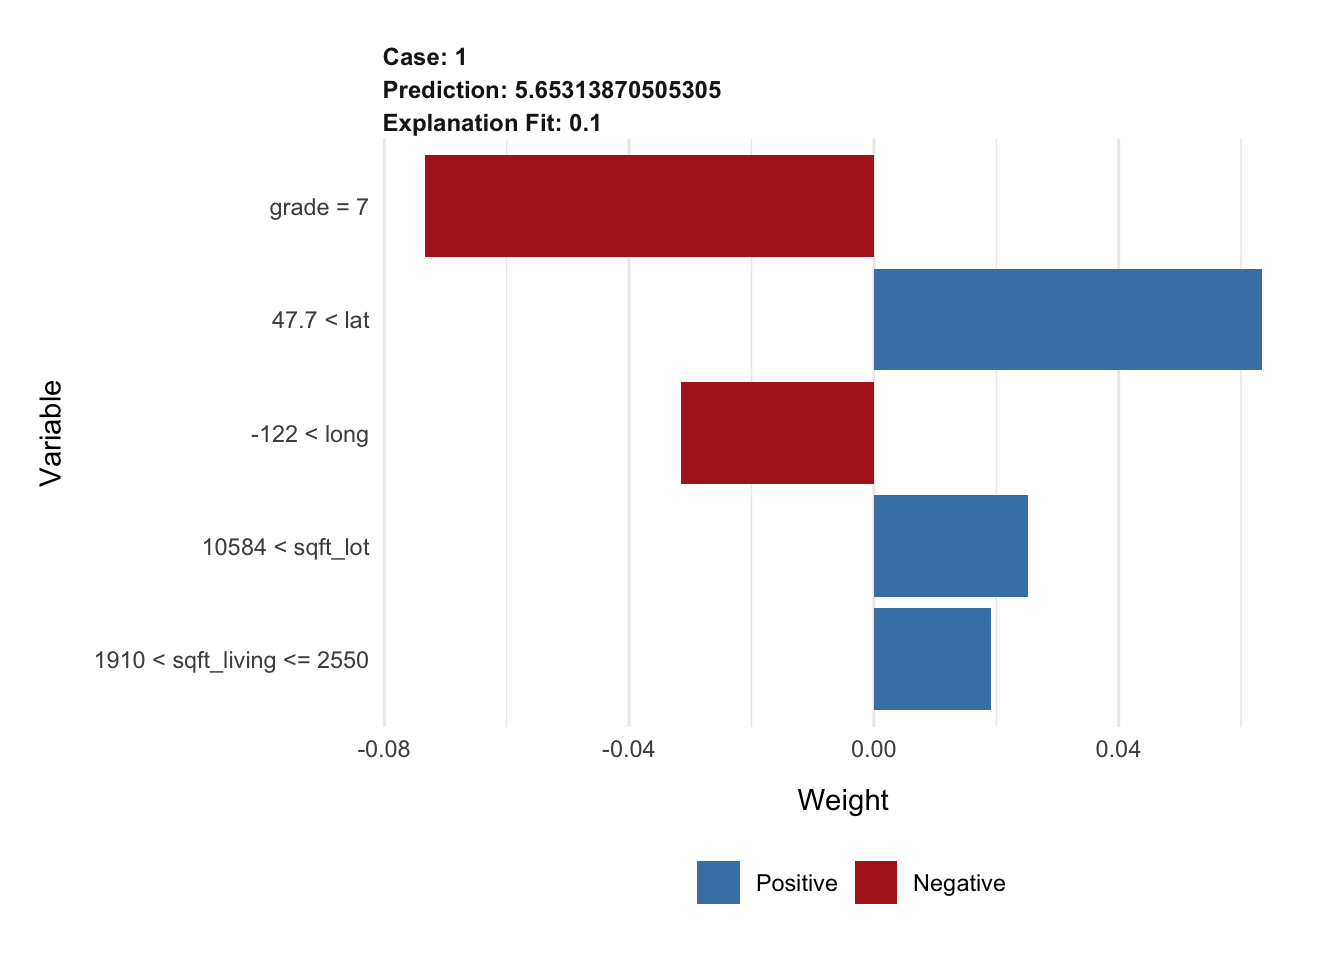 Case: 1
Prediction: 5.65313870505305
Explanation Fit: 0.1
grade = 7
47.7 < lat
-122 < long
10584 < sqft_lot
1910 < sqft_living <= 2550
Variable
-0.08 -0.04 0.00 0.04
Weight
Positive Negative